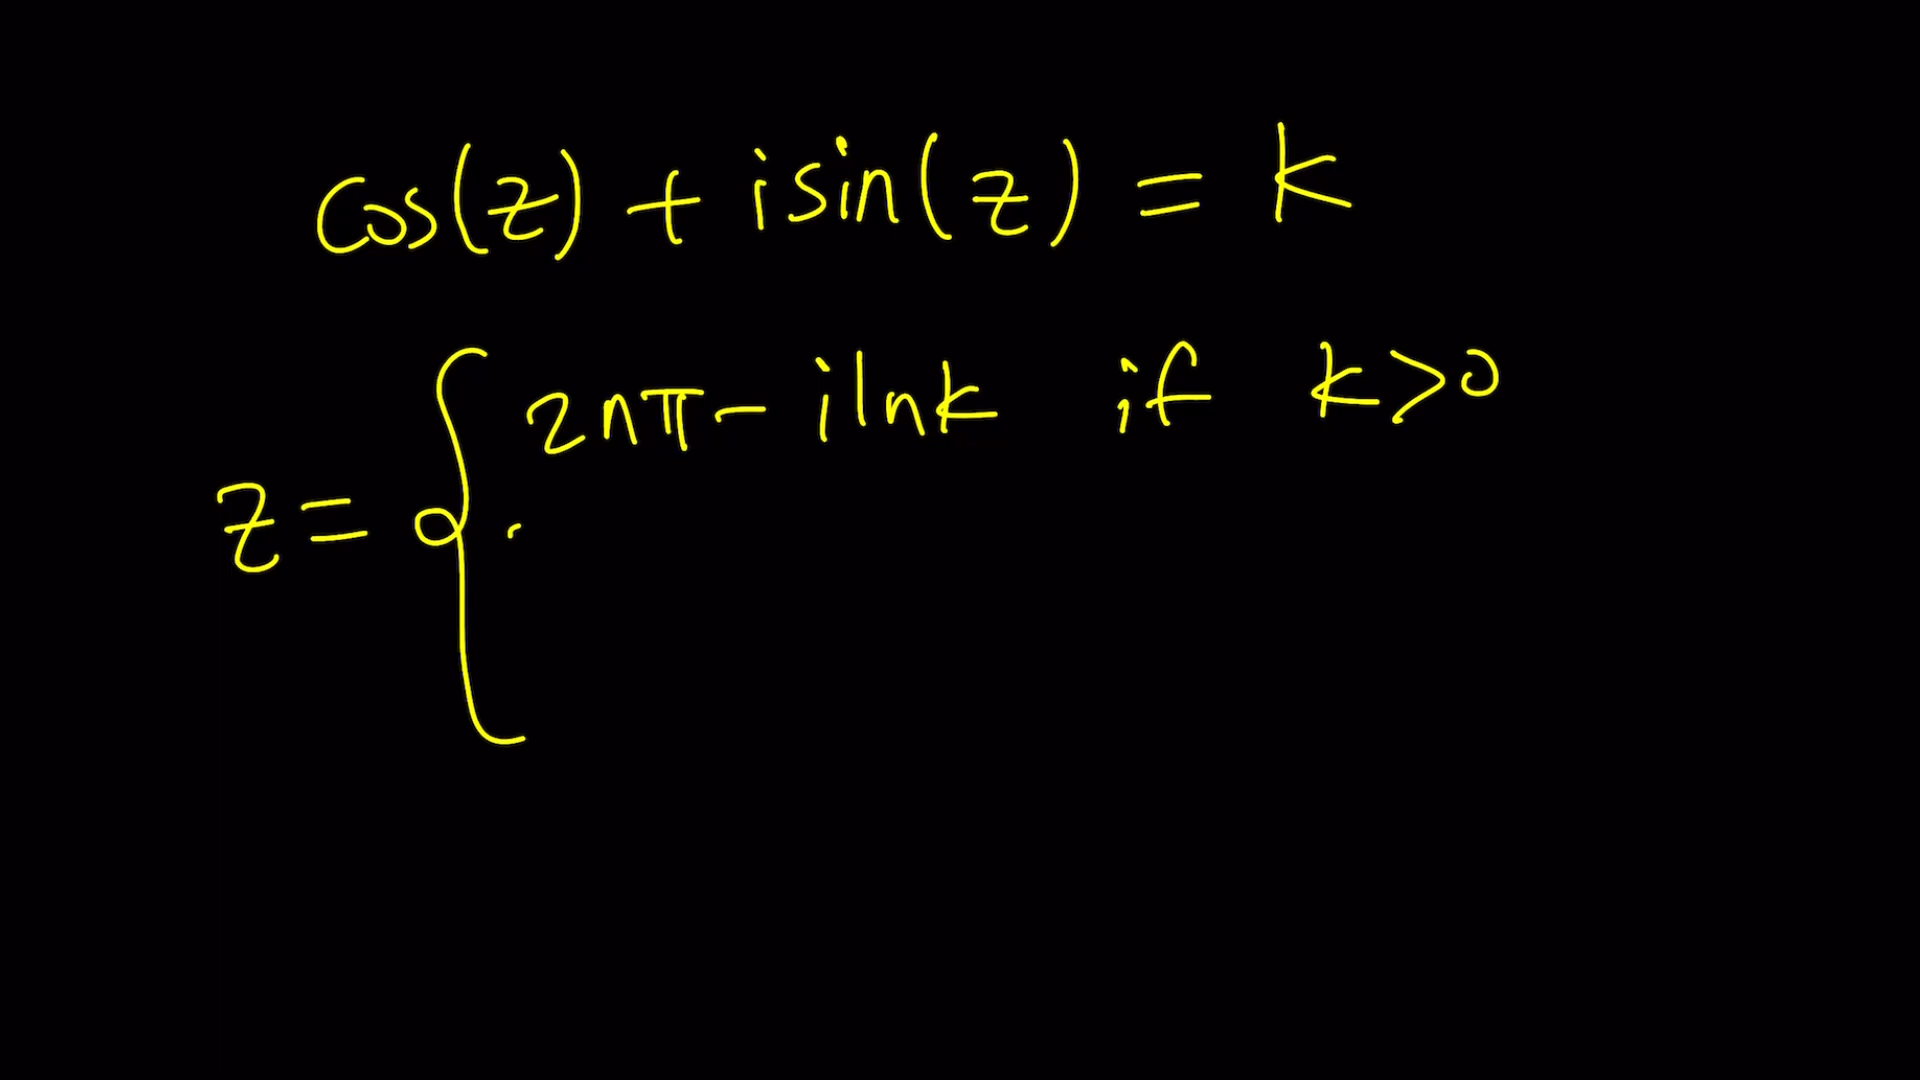 cos(z) + isin(z) = k
z = { 2nπ - ilnk if k>0